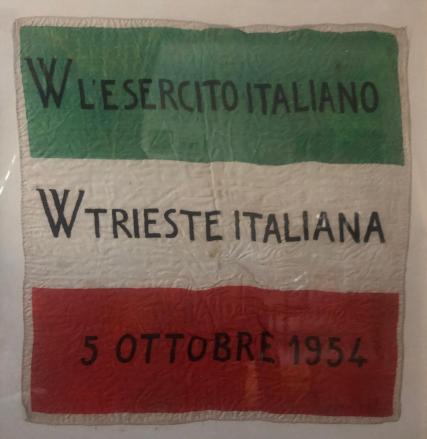 W L'ESERCITO ITALIANO
W TRIESTE ITALIANA
5 OTTOBRE 1954